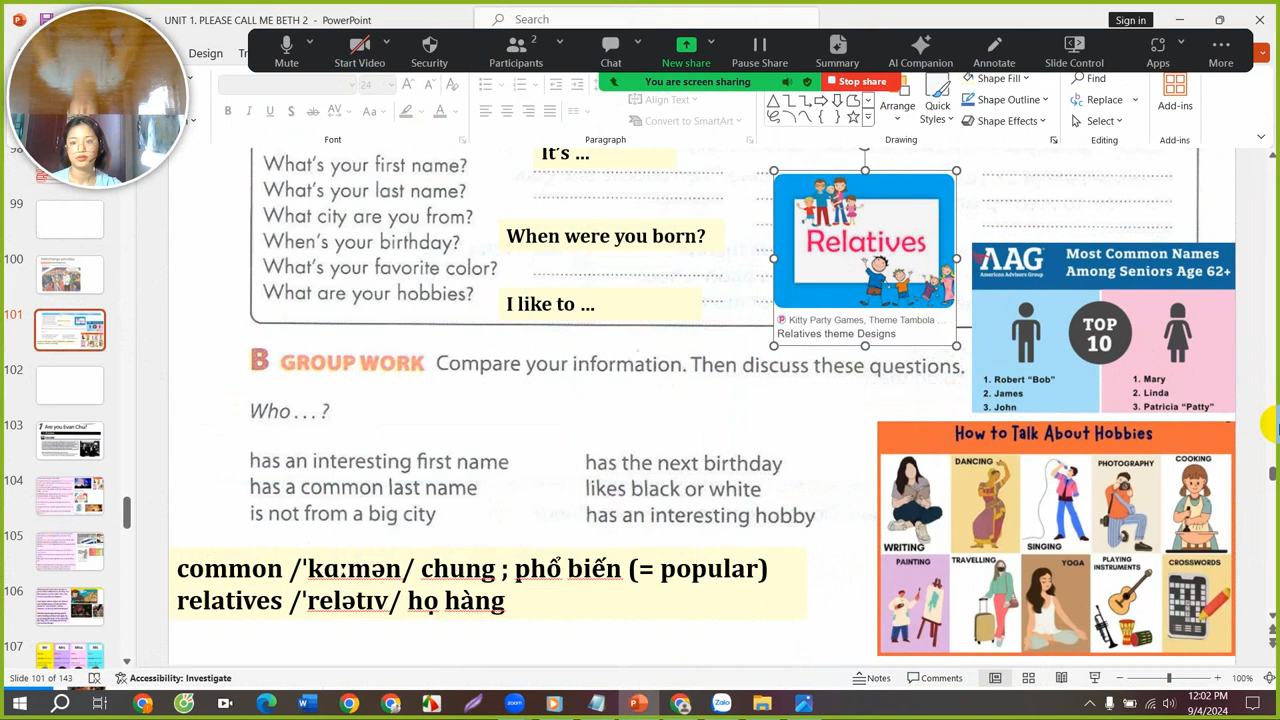 UNIT 1. PLEASE CALL ME BETH 2 - PowerPoint
Search
Sign in
Design
Mute
Start Video
Security
Participants
2
Chat
New share
Pause Share
Summary
AI Companion
Annotate
Slide Control
Apps
More
You are screen sharing
Stop share
24
Align Text
Convert to SmartArt
Arrange
Quick Styles
Shape Fill
Shape Outline
Shape Effects
Find
Replace
Select
Add-ins
Font
Paragraph
Drawing
Editing
Add-ins
99
100
101
102
103
104
105
106
107
It's ...
What's your first name?
What's your last name?
What city are you from?
When's your birthday?
What's your favorite color?
What are your hobbies?
When were you born?
I like to ...
Relatives
Kitty Party Games, Theme Tambola ...
Relatives theme Designs
AAG
American Advisors Group
Most Common Names
Among Seniors Age 62+
TOP
10
1. Robert “Bob”
2. James
3. John
1. Mary
2. Linda
3. Patricia “Patty”
B GROUP WORK Compare your information. Then discuss these questions.
Who . . . ?
has an interesting first name
has a common last name
is not from a big city
has the next birthday
likes black or white
has an interesting hobby
How to Talk About Hobbies
WRITING
DANCING
SINGING
PHOTOGRAPHY
COOKING
PAINTING
TRAVELLING
YOGA
PLAYING INSTRUMENTS
CROSSWORDS
phổ biến (= popular)
họ hàng
Slide 101 of 143
Accessibility: Investigate
Notes
Comments
100%
12:02 PM
9/4/2024